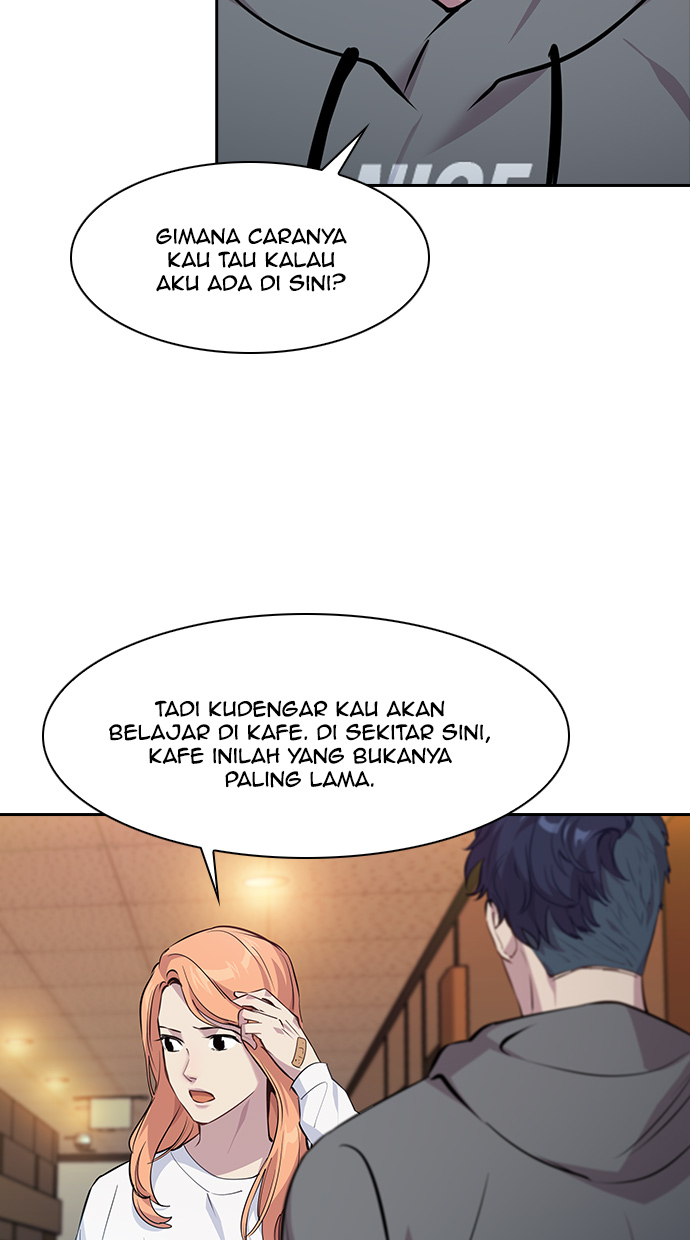 NICE
GIMANA CARANYA
KAU TAU KALAU
AKU ADA DI SINI?
TADI KUDENGAR KAU AKAN
BELAJAR DI KAFE. DI SEKITAR SINI,
KAFE INILAH YANG BUKANYA
PALING LAMA.